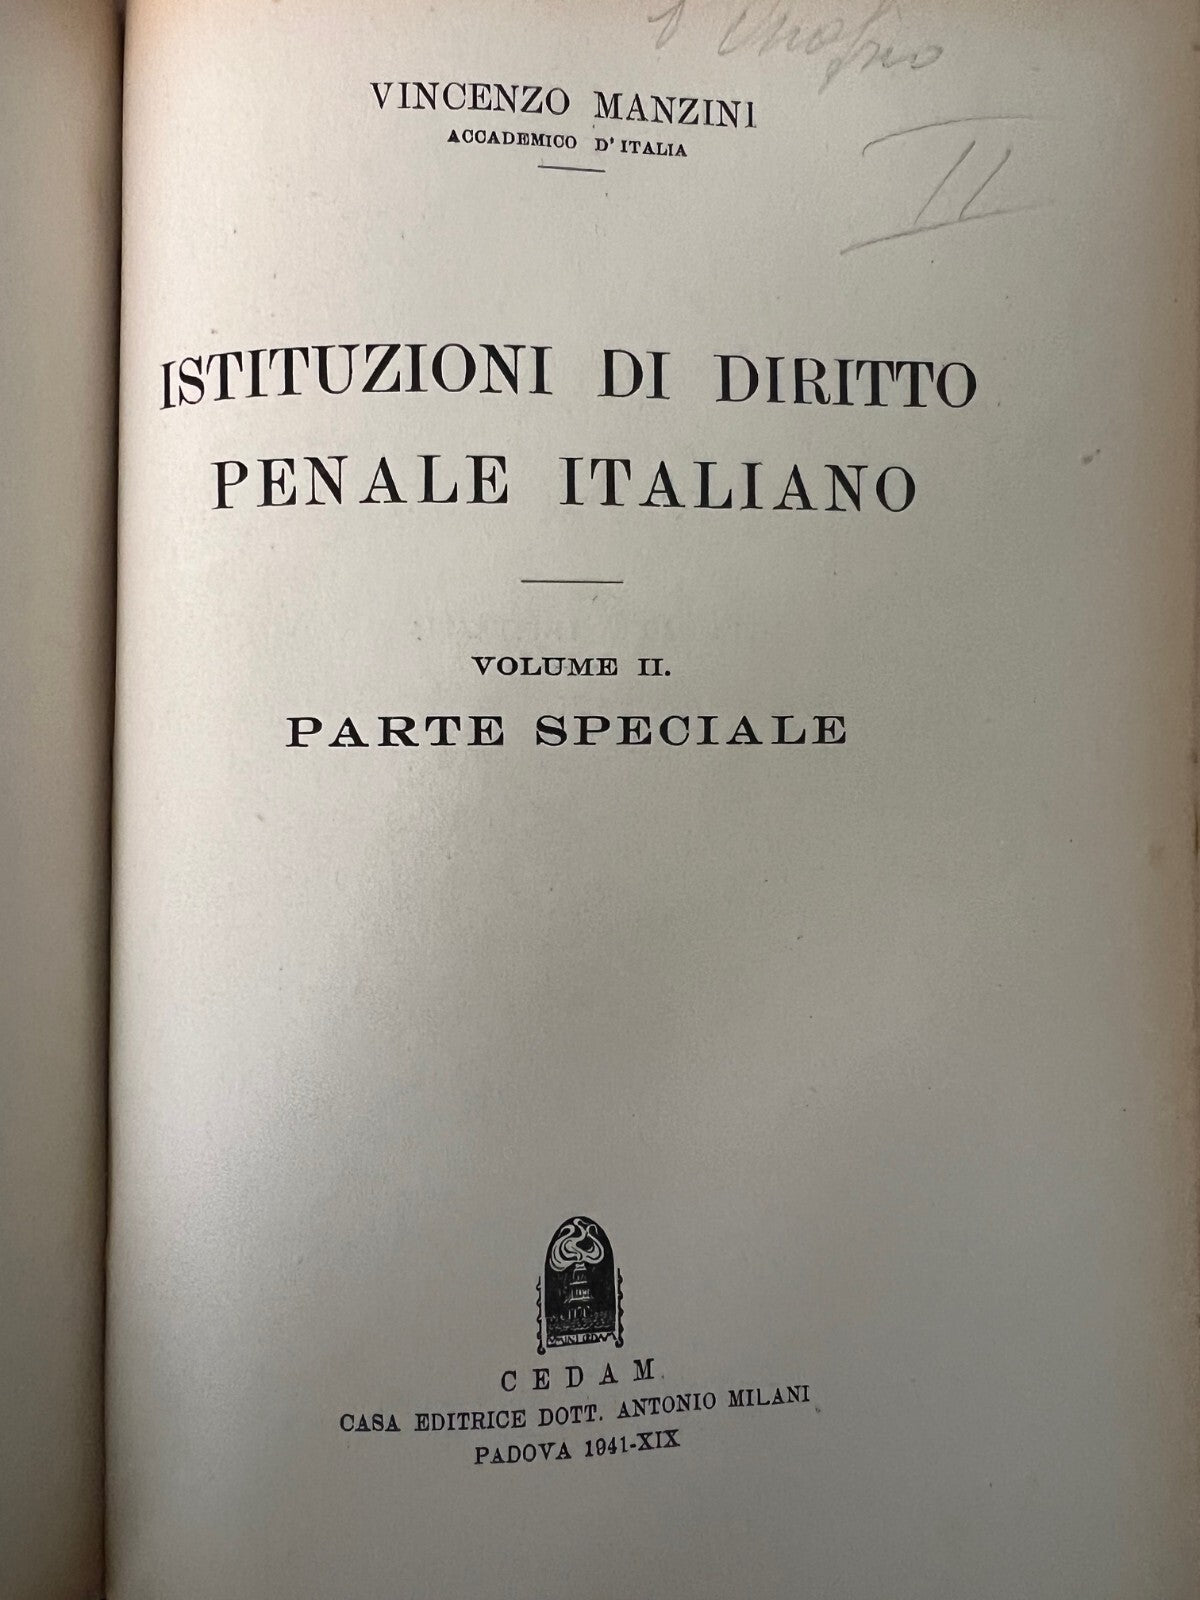 II
VINCENZO MANZINI
ACCADEMICO D'ITALIA
ISTITUZIONI DI DIRITTO
PENALE ITALIANO
VOLUME II.
PARTE SPECIALE
CEDAM
CASA EDITRICE DOTT. ANTONIO MILANI
PADOVA 1941-XIX